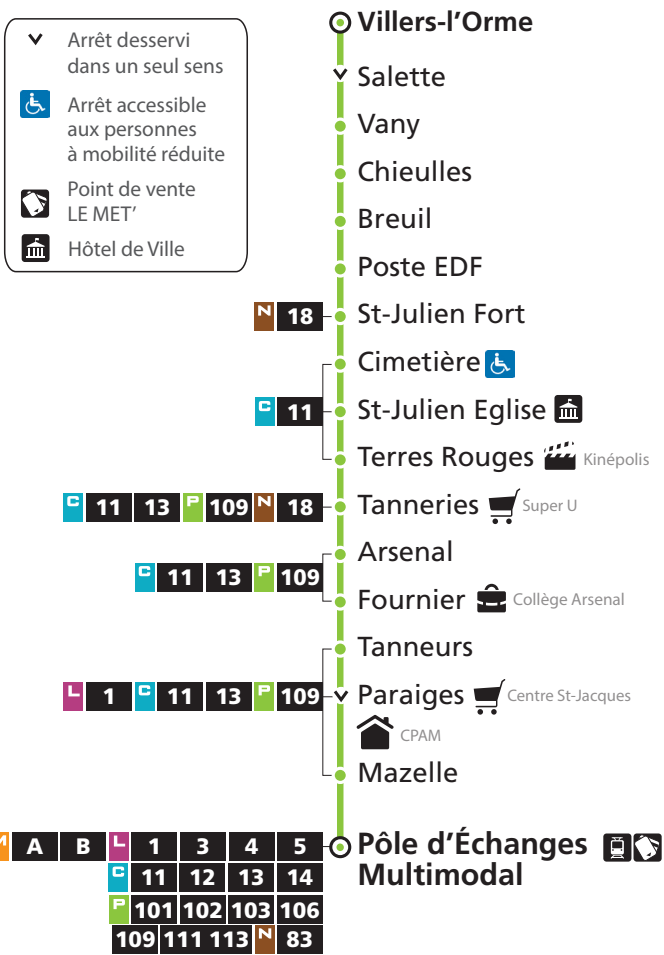 Arrêt desservi
dans un seul sens
Arrêt accessible
aux personnes
à mobilité réduite
Point de vente
LE MET’
Hôtel de Ville
Villers-l’Orme
Salette
Vany
Chieulles
Breuil
Poste EDF
N 18 St-Julien Fort
Cimetière
C 11 St-Julien Eglise
Terres Rouges Kinépolis
C 11 13 P 109 N 18 Tanneries Super U
Arsenal
C 11 13 P 109
Fournier Collège Arsenal
Tanneurs
L 1 C 11 13 P 109 Paraiges Centre St-Jacques
CPAM
Mazelle
M A B L 1 3 4 5 Pôle d’Échanges
C 11 12 13 14 Multimodal
P 101 102 103 106
109 111 113 N 83